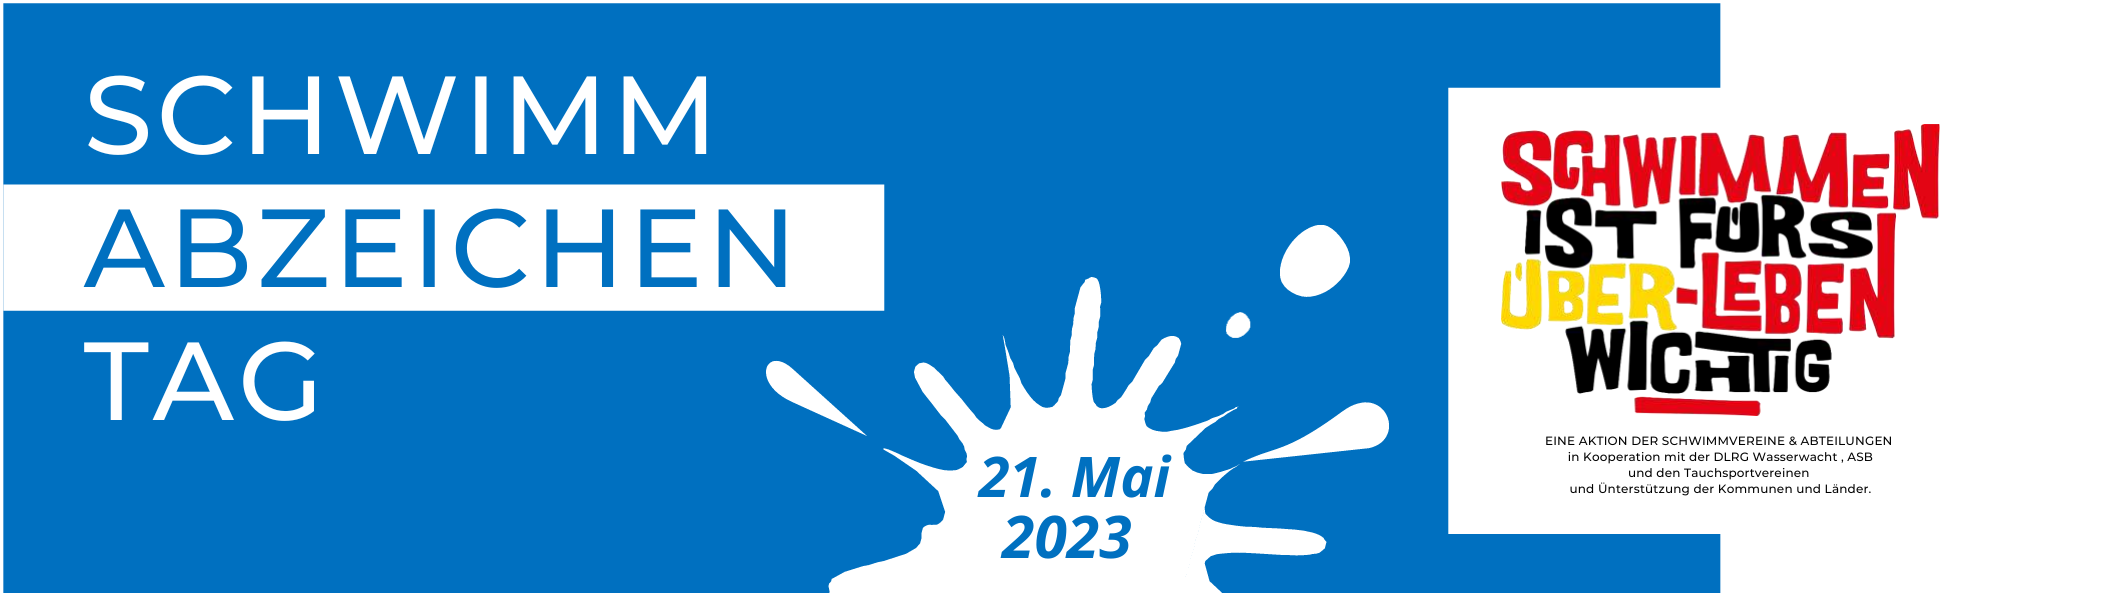 SCHWIMM
ABZEICHEN
TAG
21. Mai
2023
SCHWIMMEN
IST FÜRS
ÜBER-LEBEN
WICHTIG
EINE AKTION DER SCHWIMMVEREINE & ABTEILUNGEN
in Kooperation mit der DLRG Wasserwacht , ASB
und den Tauchsportvereinen
und Ünterstützung der Kommunen und Länder.